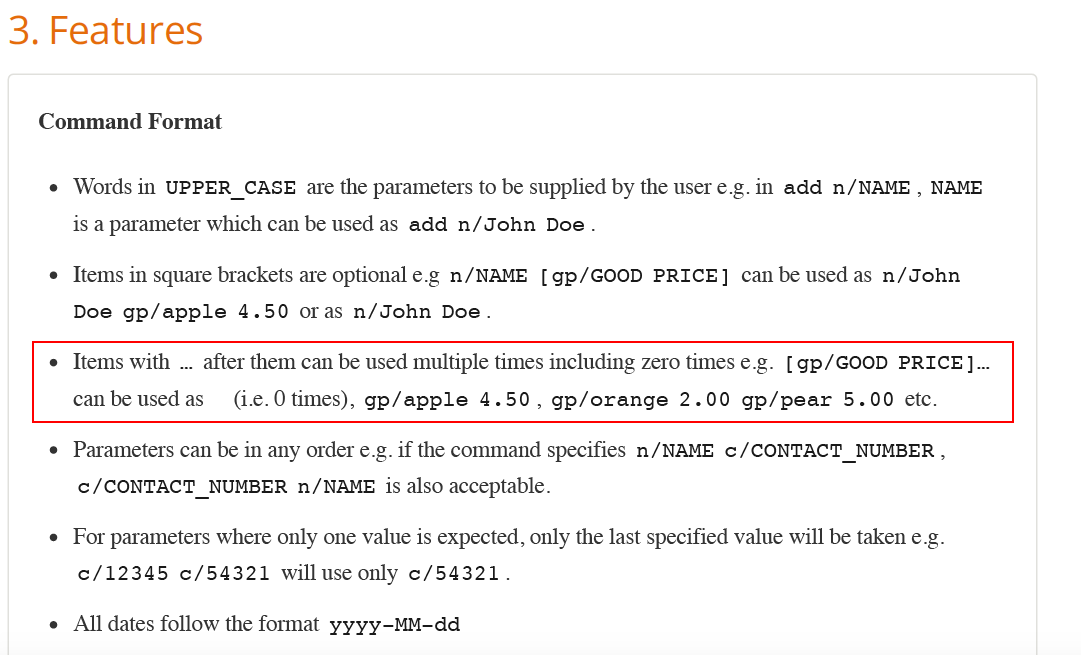 3. Features
Command Format
• Words in UPPER_CASE are the parameters to be supplied by the user e.g. in add n/NAME , NAME
is a parameter which can be used as add n/John Doe .
• Items in square brackets are optional e.g n/NAME [gp/GOOD PRICE] can be used as n/John
Doe gp/apple 4.50 or as n/John Doe .
• Items with … after them can be used multiple times including zero times e.g. [gp/GOOD PRICE]…
can be used as (i.e. 0 times), gp/apple 4.50 , gp/orange 2.00 gp/pear 5.00 etc.
• Parameters can be in any order e.g. if the command specifies n/NAME c/CONTACT_NUMBER ,
c/CONTACT_NUMBER n/NAME is also acceptable.
• For parameters where only one value is expected, only the last specified value will be taken e.g.
c/12345 c/54321 will use only c/54321 .
• All dates follow the format yyyy-MM-dd